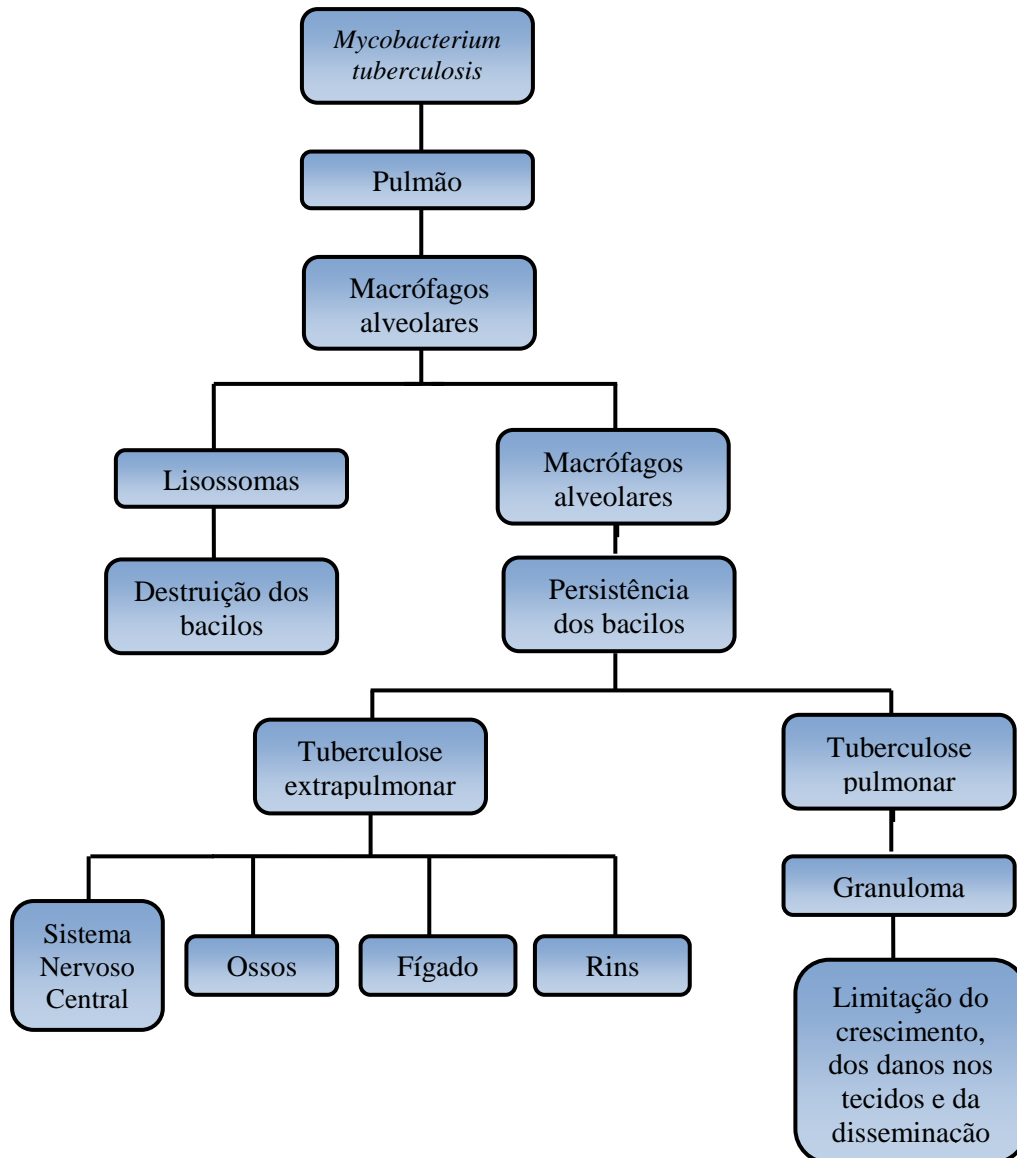 Mycobacterium
tuberculosis
Pulmão
Macrófagos
alveolares
Lisossomas
Macrófagos
alveolares
Destruição dos
bacilos
Persistência
dos bacilos
Tuberculose
extrapulmonar
Tuberculose
pulmonar
Granuloma
Sistema
Nervoso
Central
Ossos
Fígado
Rins
Limitação do
crescimento,
dos danos nos
tecidos e da
disseminação